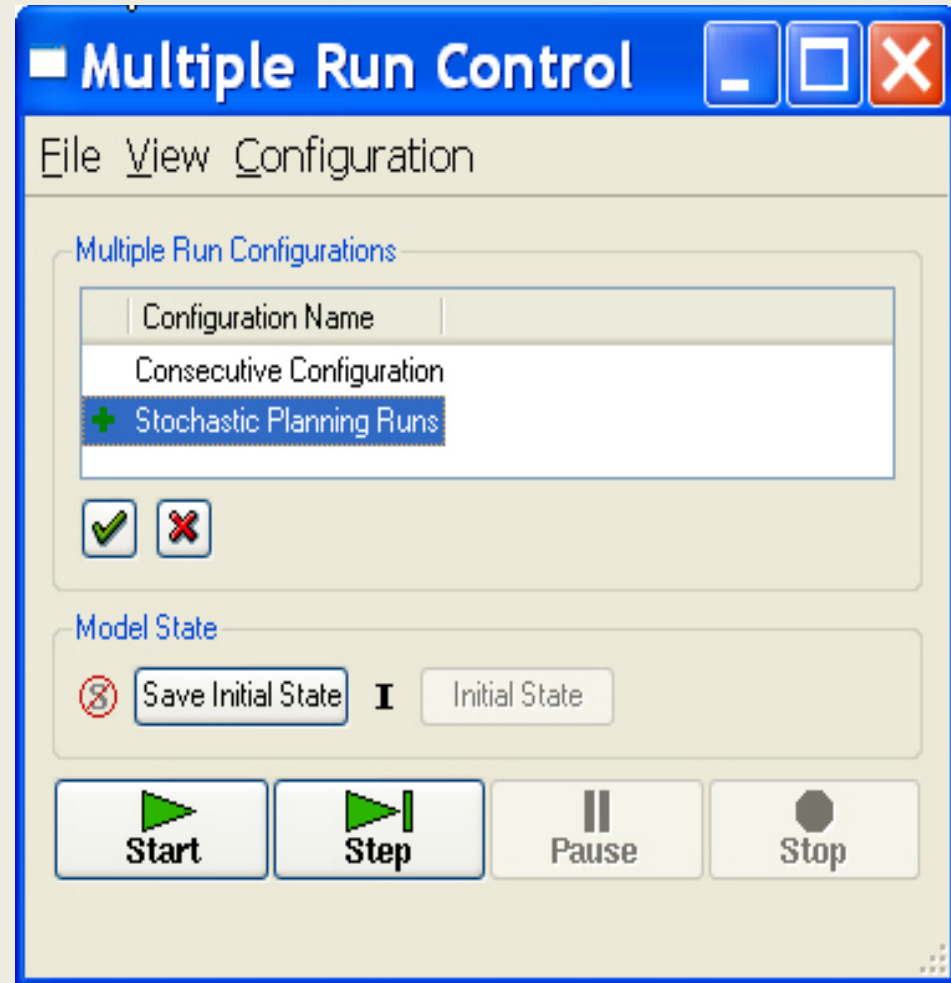 Multiple Run Control
File View Configuration
Multiple Run Configurations
Configuration Name
Consecutive Configuration
Stochastic Planning Runs
Model State
S Save Initial State I Initial State
Start Step Pause Stop